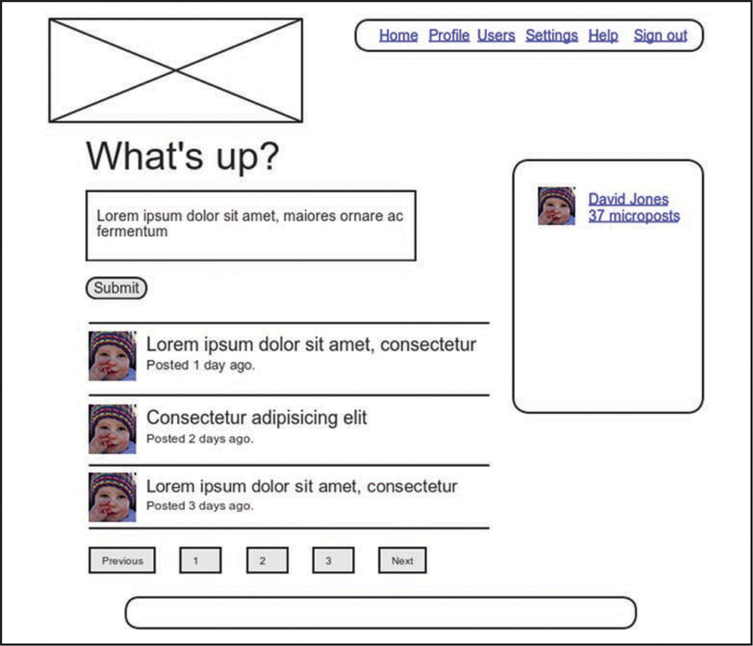 Home Profile Users Settings Help Sign out
What's up?
Lorem ipsum dolor sit amet, maiores ornare ac
fermentum
Submit
David Jones
37 microposts
Lorem ipsum dolor sit amet, consectetur
Posted 1 day ago.
Consectetur adipisicing elit
Posted 2 days ago.
Lorem ipsum dolor sit amet, consectetur
Posted 3 days ago.
Previous 1 2 3 Next